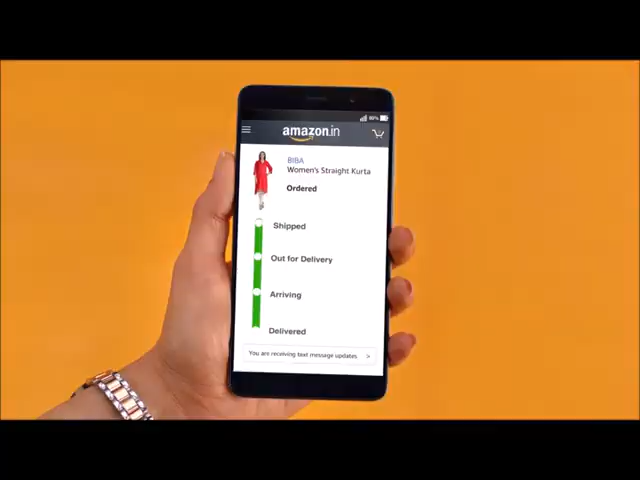 80%
amazon.in
BIBA
Women's Straight Kurta
Ordered
Shipped
Out for Delivery
Arriving
Delivered
You are receiving text message updates. >